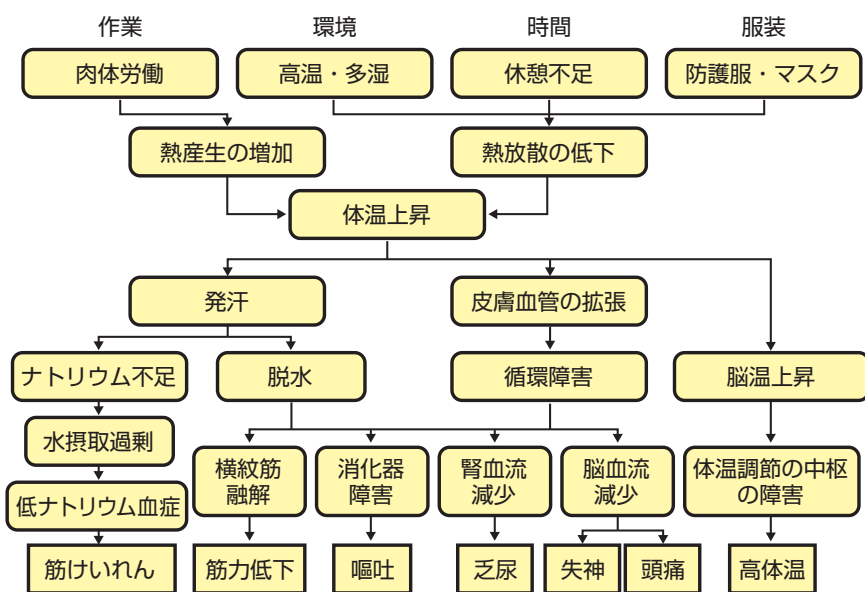 作業
環境
時間
服装
肉体労働
高温・多湿
休憩不足
防護服・マスク
熱産生の増加
熱放散の低下
体温上昇
発汗
皮膚血管の拡張
ナトリウム不足
脱水
循環障害
脳温上昇
水摂取過剰
低ナトリウム血症
横紋筋
融解
消化器
障害
腎血流
減少
脳血流
減少
体温調節の中枢
の障害
筋けいれん
筋力低下
嘔吐
乏尿
失神
頭痛
高体温